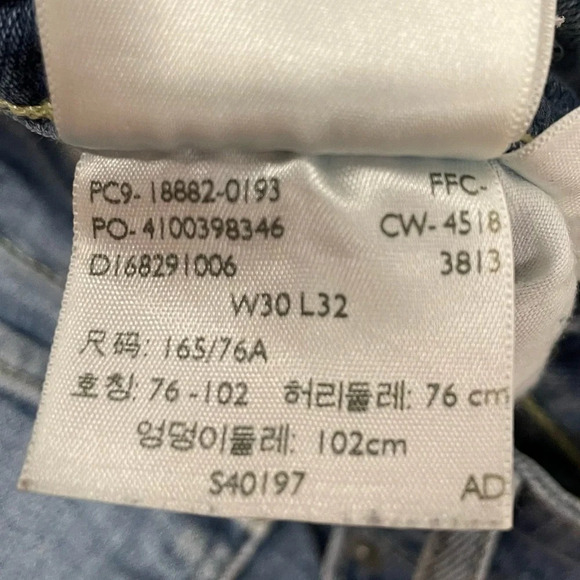 PC9- 18882-0193 FFC-
PO- 4100398346 CW- 4518
D168291006 3813
W30 L32
尺码: 165/76A
호칭: 76 -102 허리둘레: 76 cm
엉덩이둘레: 102cm
S40197 AD